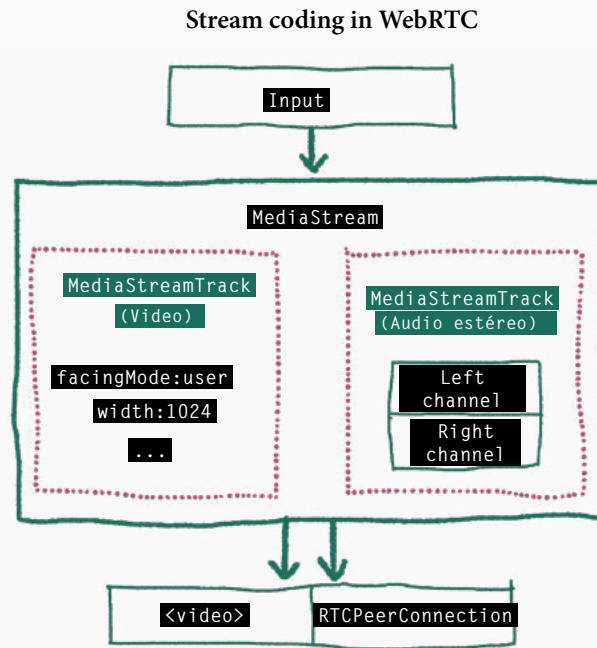 Stream coding in WebRTC
Input
MediaStream
MediaStreamTrack
(Video)
facingMode:user
width:1024
...
MediaStreamTrack
(Audio estéreo)
Left
channel
Right
channel
<video>
RTCPeerConnection